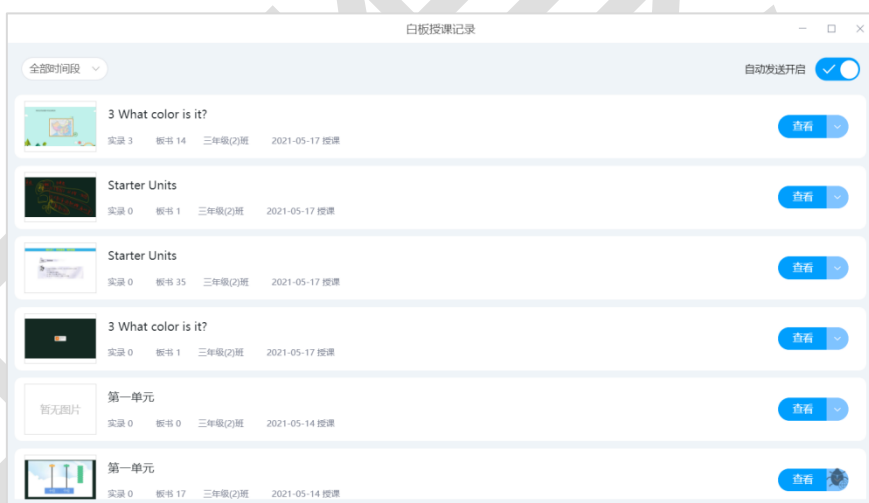 白板授课记录
全部时间段
自动发送开启
3 What color is it?
实录 3 板书 14 三年级(2)班 2021-05-17 授课
查看
Starter Units
实录 0 板书 1 三年级(2)班 2021-05-17 授课
查看
Starter Units
实录 0 板书 35 三年级(2)班 2021-05-17 授课
查看
3 What color is it?
实录 0 板书 1 三年级(2)班 2021-05-17 授课
查看
暂无图片
第一单元
实录 0 板书 0 三年级(2)班 2021-05-14 授课
查看
第一单元
实录 0 板书 17 三年级(2)班 2021-05-14 授课
查看